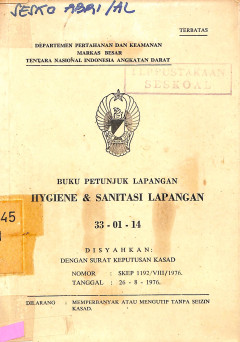 SESKO ABRI/AL
TERBATAS
DEPARTEMEN PERTAHANAN DAN KEAMANAN
MARKAS BESAR
TENTARA NASIONAL INDONESIA ANGKATAN DARAT
PERPUSTAKAAN
SESKOAL
BUKU PETUNJUK LAPANGAN
HYGIENE & SANITASI LAPANGAN
45
33 - 01 - 14
DISYAHKAN:
DENGAN SURAT KEPUTUSAN KASAD
NOMOR : SKEP 1192/VIII/1976.
TANGGAL : 26 - 8 - 1976.
DILARANG : MEMPERBANYAK ATAU MENGUTIP TANPA SEIZIN
KASAD.